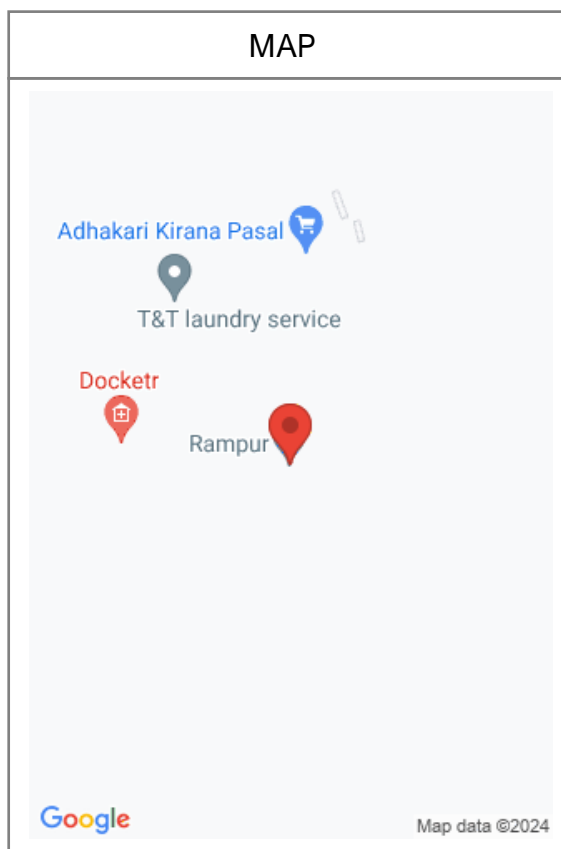 MAP
Adhakari Kirana Pasal
T&T laundry service
Docketr
Rampur
Google
Map data ©2024